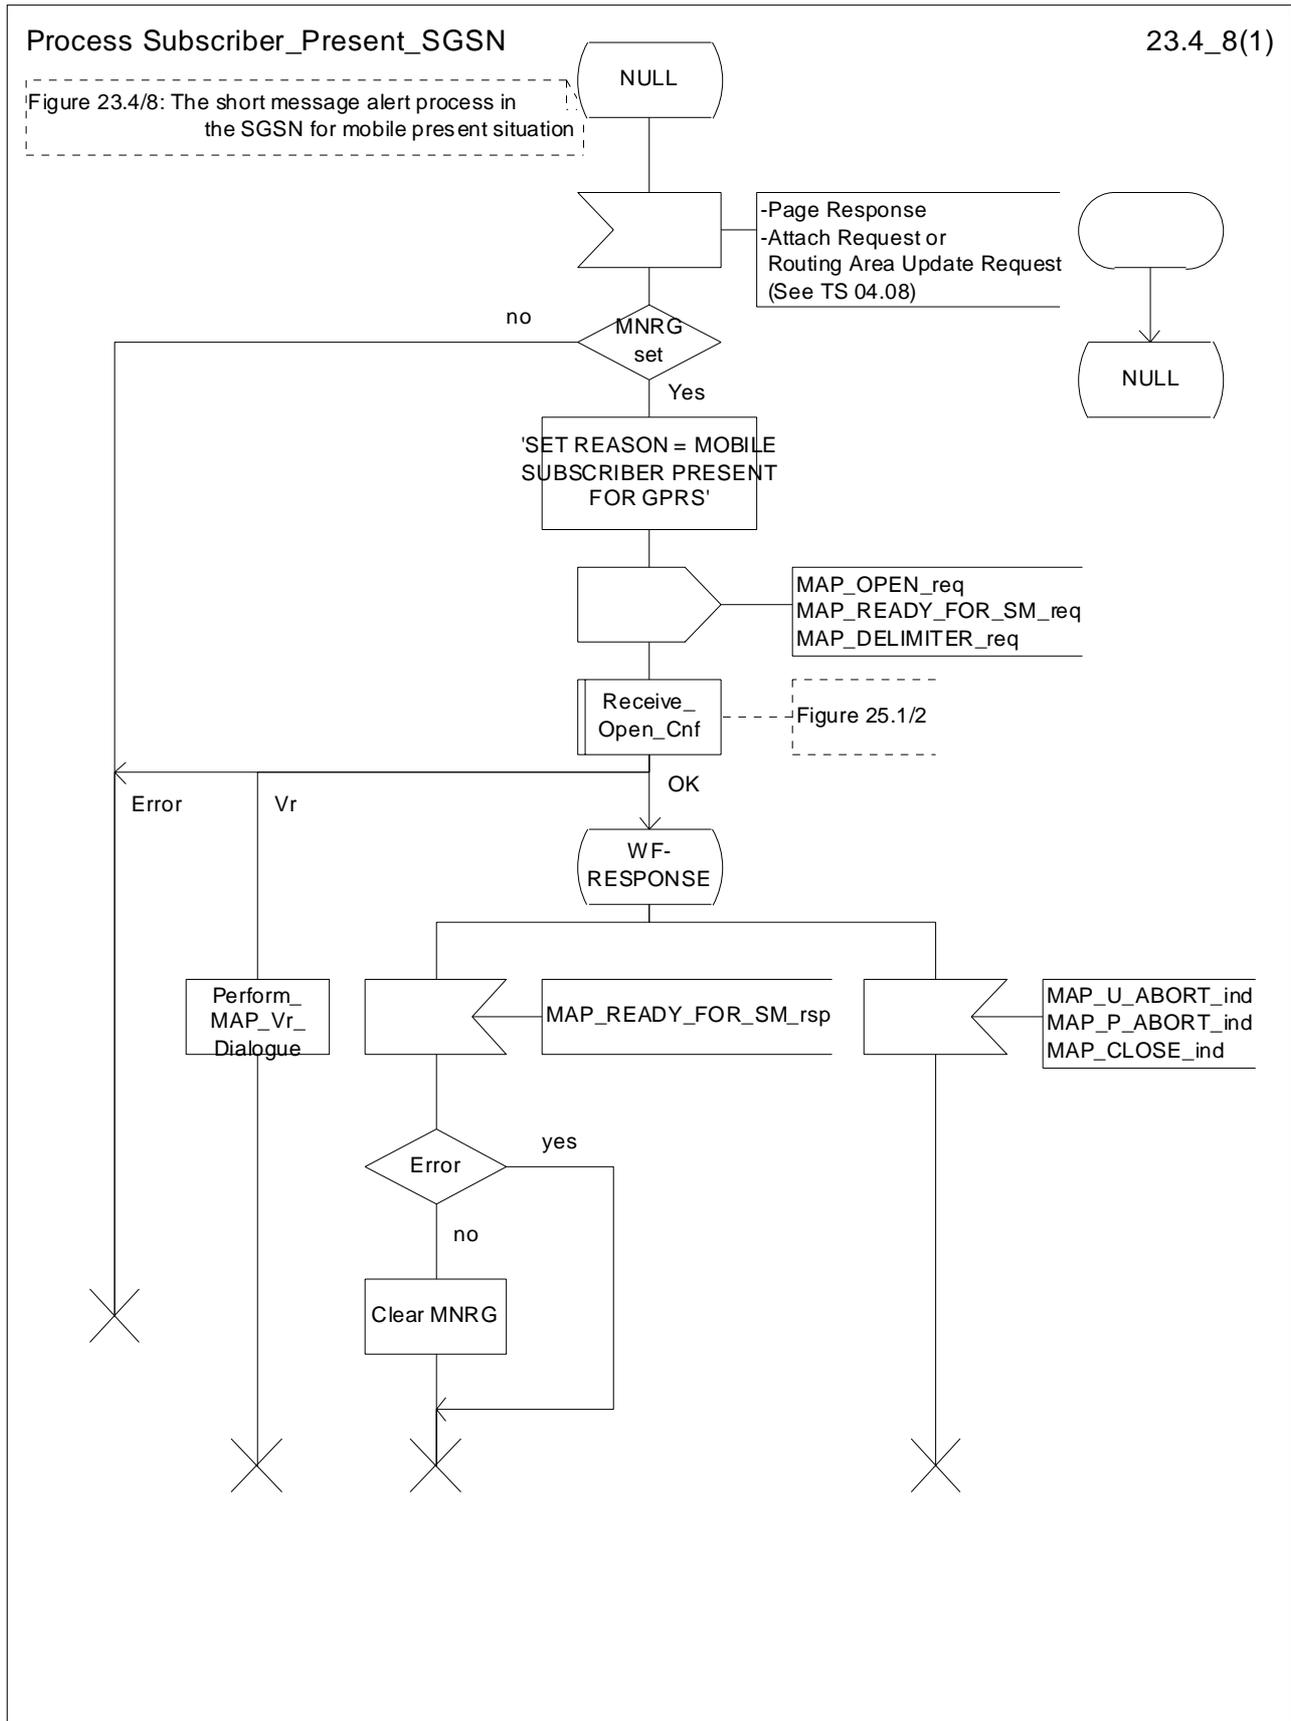 Process Subscriber_Present_SGSN
23.4_8(1)
Figure 23.4/8: The short message alert process in
the SGSN for mobile present situation
NULL
-Page Response
-Attach Request or
Routing Area Update Request
(See TS 04.08)
NULL
no
MNRG
set
Yes
'SET REASON = MOBILE
SUBSCRIBER PRESENT
FOR GPRS'
MAP_OPEN_req
MAP_READY_FOR_SM_req
MAP_DELIMITER_req
Receive_
Open_Cnf
Figure 25.1/2
Error
Vr
OK
WF-
RESPONSE
Perform_
MAP_Vr_
Dialogue
MAP_READY_FOR_SM_rsp
MAP_U_ABORT_ind
MAP_P_ABORT_ind
MAP_CLOSE_ind
Error
yes
no
Clear MNRG